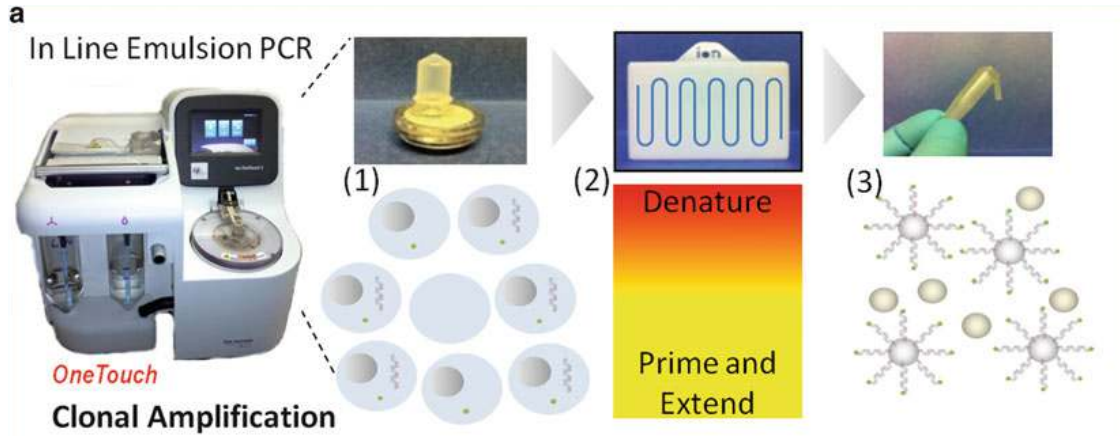 a
In Line Emulsion PCR
ion
(1)
(2)
(3)
Denature
Prime and
Extend
OneTouch
Clonal Amplification